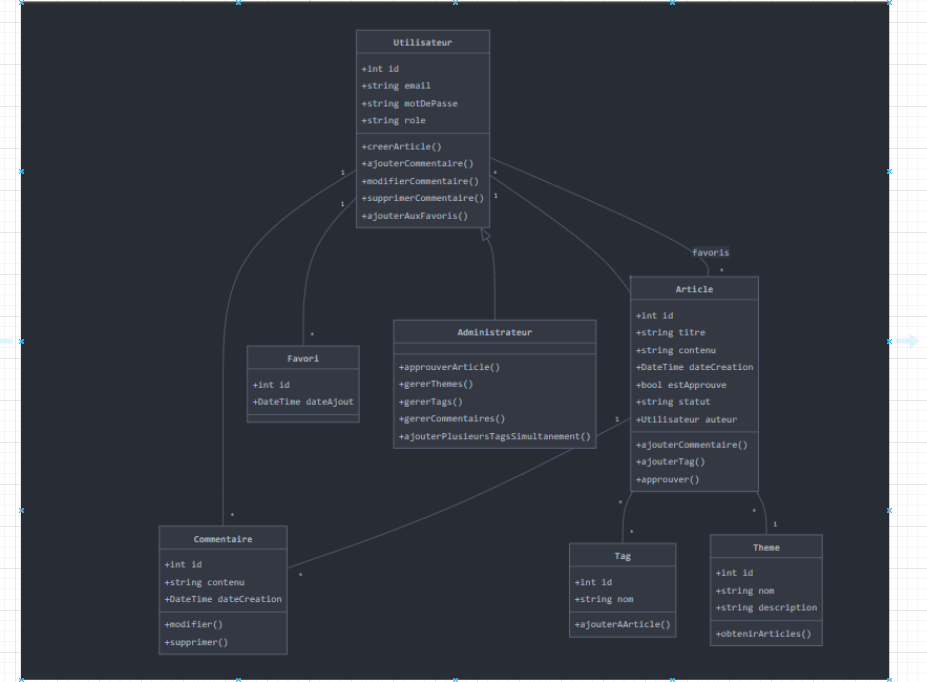 Utilisateur
+int id
+string email
+string motDePasse
+string role
+creerArticle()
+ajouterCommentaire()
+modifierCommentaire()
+supprimerCommentaire()
+ajouterAuxFavoris()
1
1
*
1
favoris
*
Article
+int id
+string titre
+string contenu
+DateTime dateCreation
+bool estApprouve
+string statut
+Utilisateur auteur
+ajouterCommentaire()
+ajouterTag()
+approuver()
Administrateur
+approuverArticle()
+gererThemes()
+gererTags()
+gererCommentaires()
+ajouterPlusieursTagsSimultanement()
*
Favori
+int id
+DateTime dateAjout
1
*
*
*
*
1
*
Commentaire
+int id
+string contenu
+DateTime dateCreation
+modifier()
+supprimer()
Tag
+int id
+string nom
+ajouterAArticle()
Theme
+int id
+string nom
+string description
+obtenirArticles()